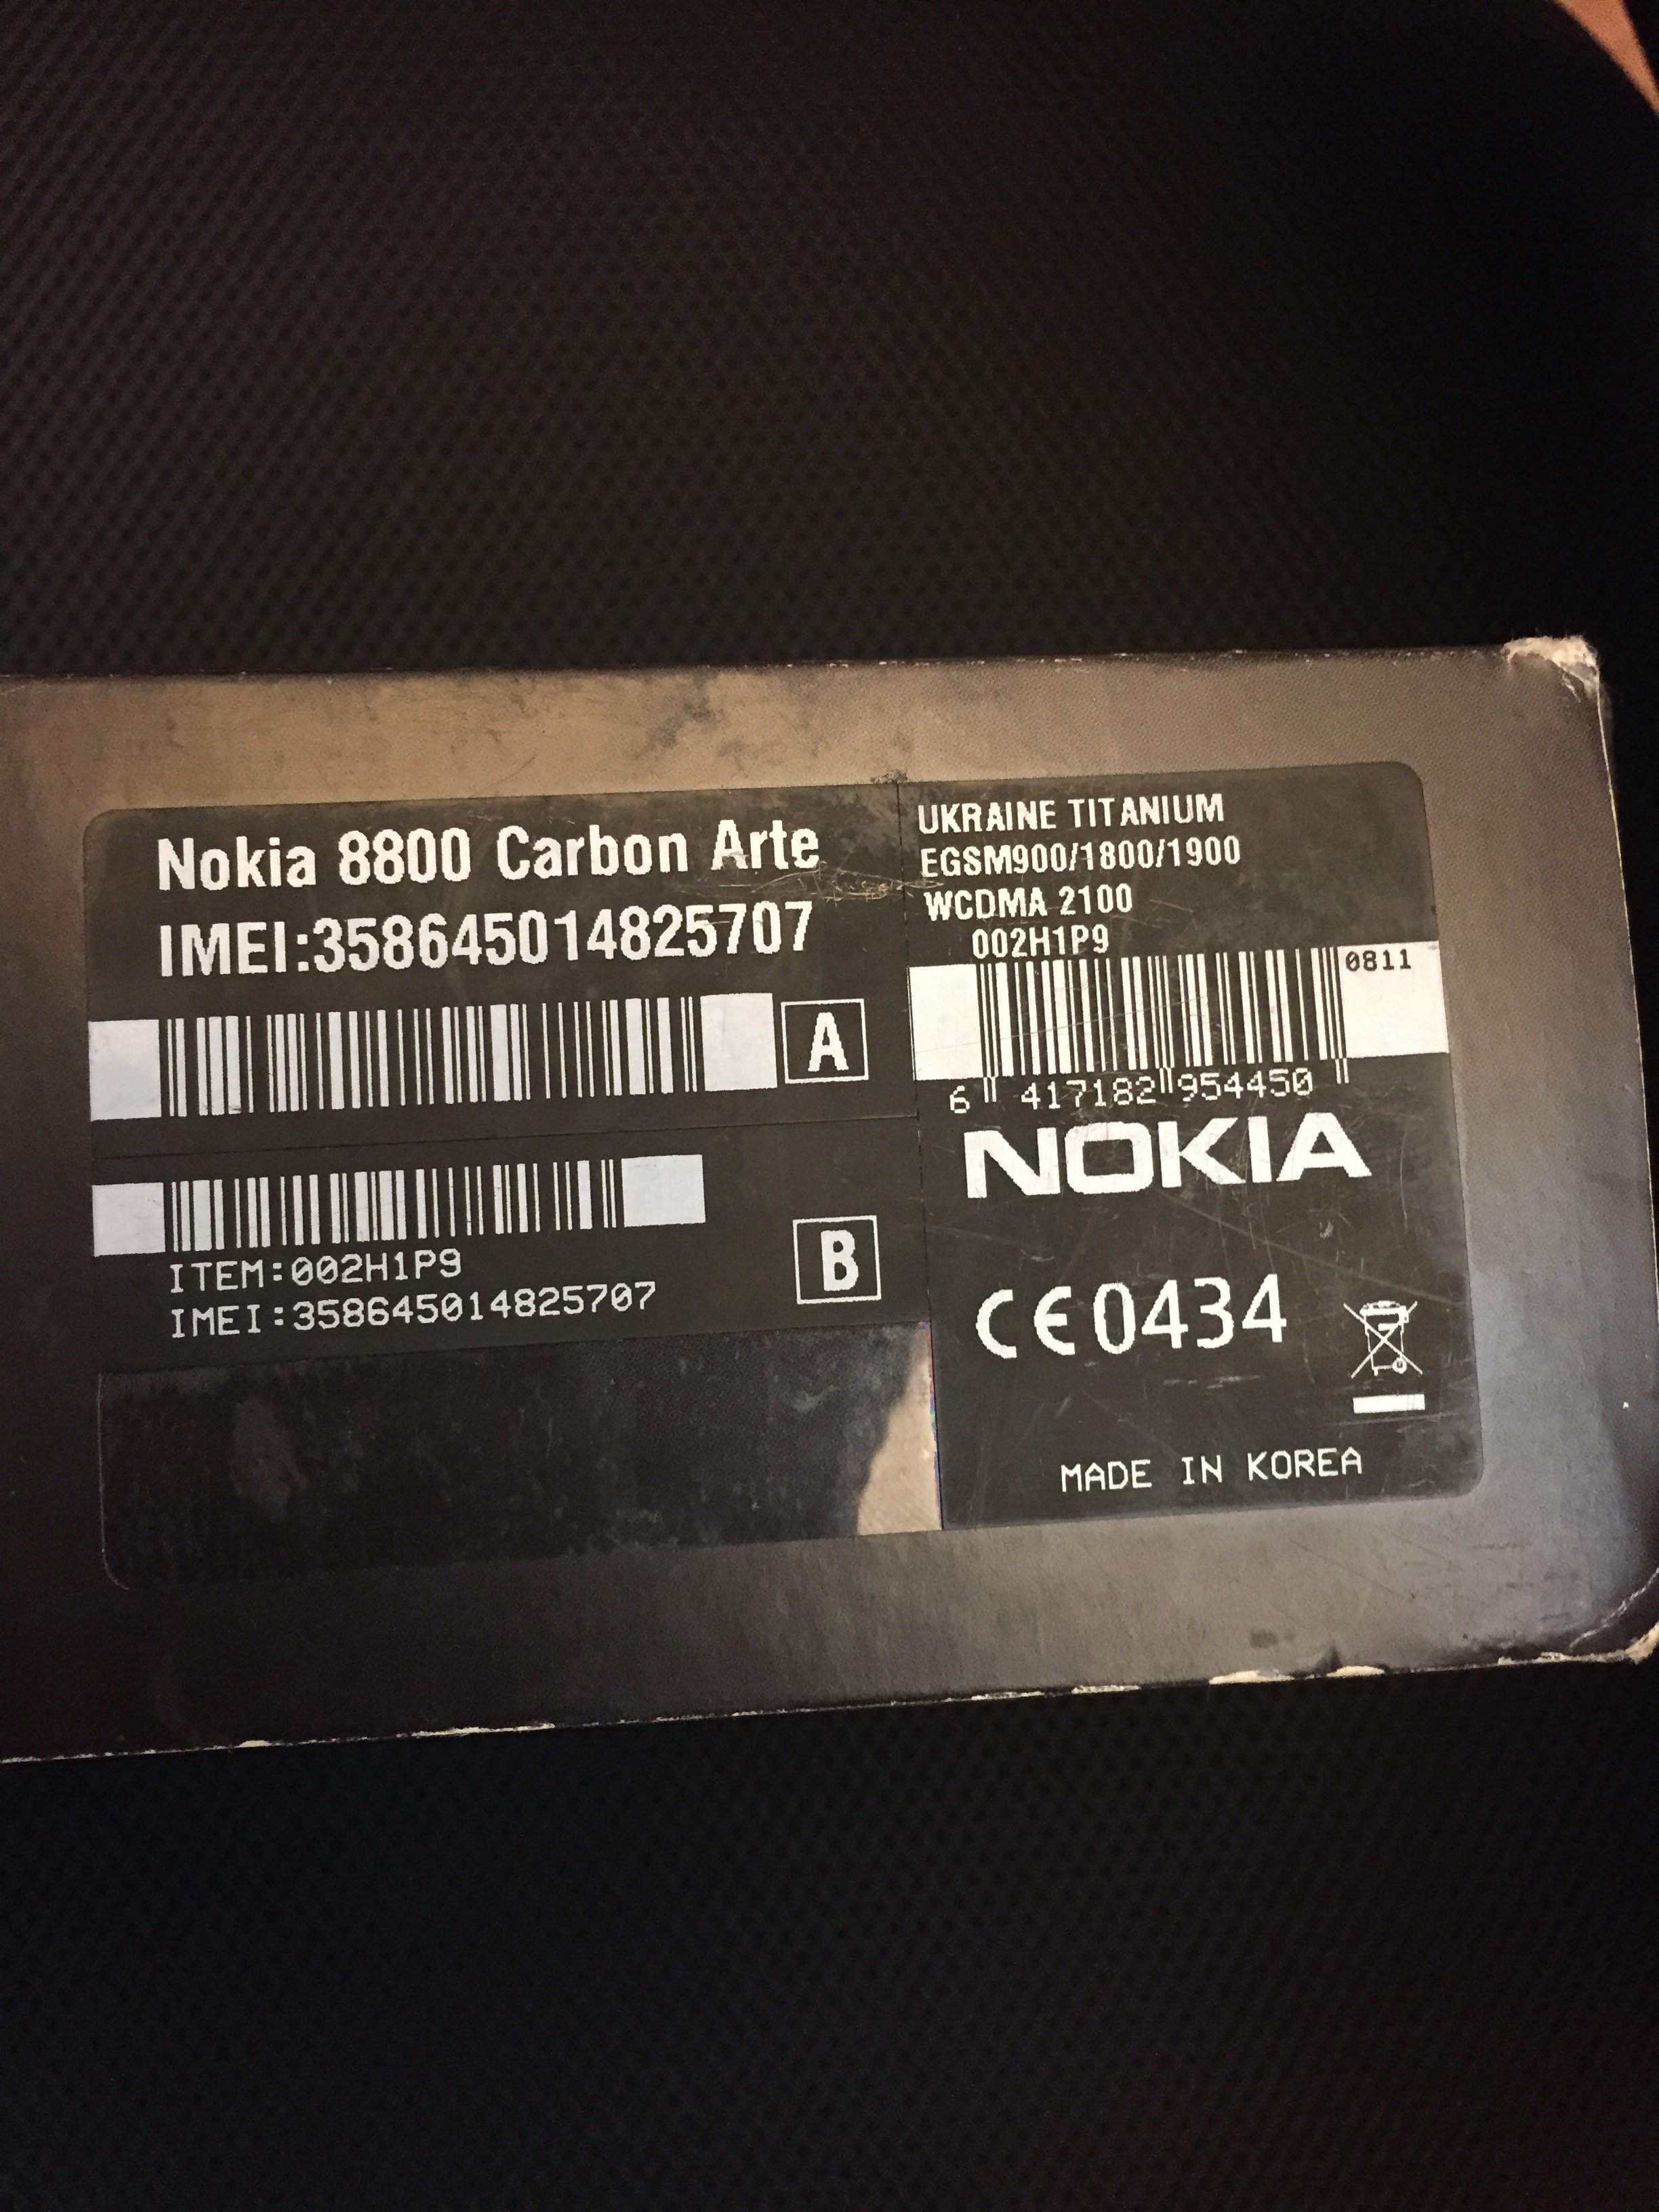 Nokia 8800 Carbon Arte
IMEI:358645014825707
A
ITEM:002H1P9
IMEI:358645014825707
B
UKRAINE TITANIUM
EGSM900/1800/1900
WCDMA 2100
002H1P9
0811
6 417182 954450
NOKIA
CE0434
MADE IN KOREA